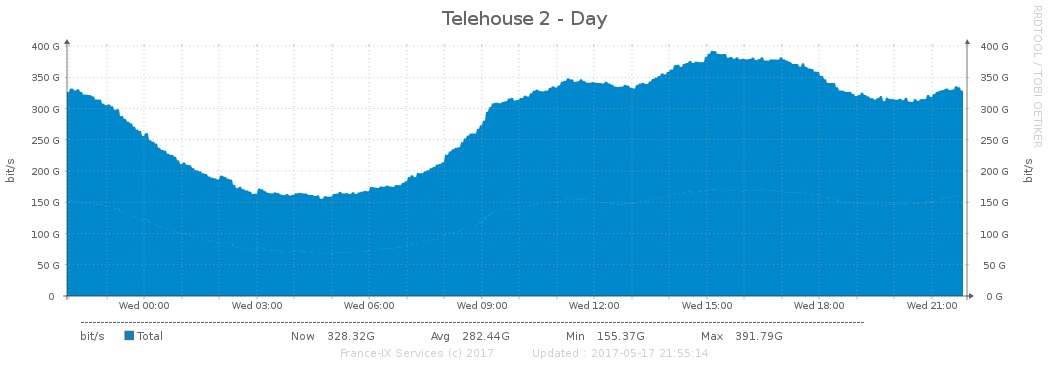 Telehouse 2 - Day
RRDTOOL / TOBI OETIKER
400 G 400 G
350 G 350 G
300 G 300 G
250 G 250 G
200 G 200 G
150 G 150 G
100 G 100 G
50 G 50 G
0 0 G
bit/s
bit/s
Wed 00:00 Wed 03:00 Wed 06:00 Wed 09:00 Wed 12:00 Wed 15:00 Wed 18:00 Wed 21:00
bit/s Total Now 328.32G Avg 282.44G Min 155.37G Max 391.79G
France-IX Services (c) 2017 Updated : 2017-05-17 21:55:14